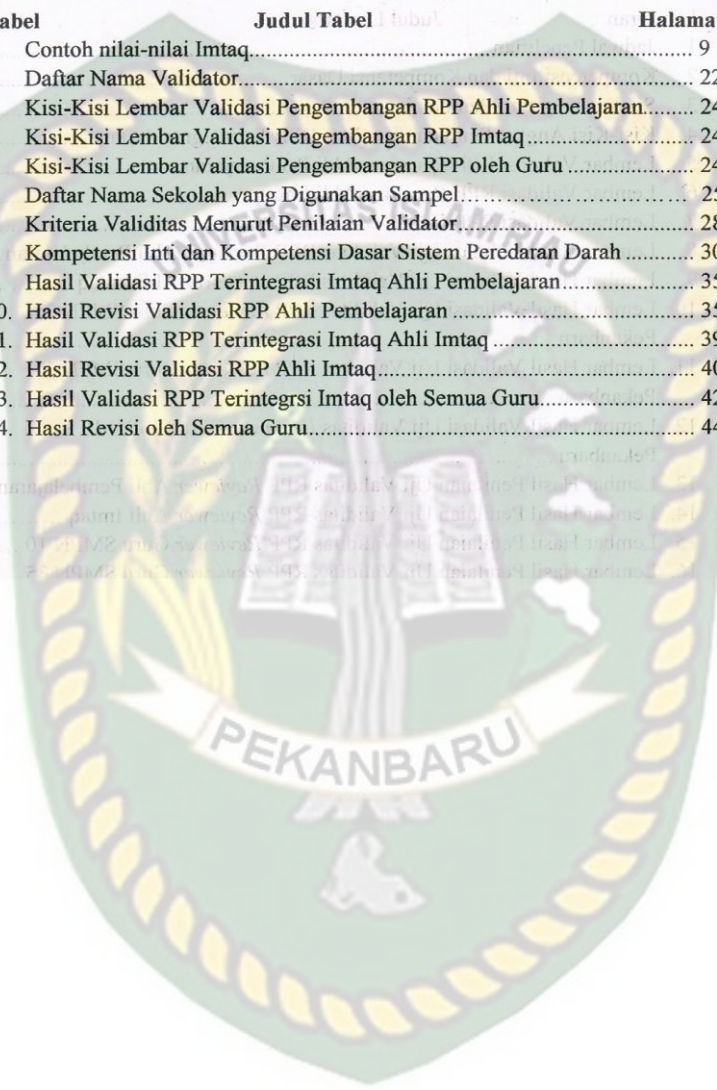 abel Judul Tabel Halama
Contoh nilai-nilai Imtaq........ 9
Daftar Nama Validator........ 22
Kisi-Kisi Lembar Validasi Pengembangan RPP Ahli Pembelajaran........ 24
Kisi-Kisi Lembar Validasi Pengembangan RPP Imtaq........ 24
Kisi-Kisi Lembar Validasi Pengembangan RPP oleh Guru........ 24
Daftar Nama Sekolah yang Digunakan Sampel........ 25
Kriteria Validitas Menurut Penilaian Validator........ 28
Kompetensi Inti dan Kompetensi Dasar Sistem Peredaran Darah........ 30
Hasil Validasi RPP Terintegrasi Imtaq Ahli Pembelajaran........ 35
0. Hasil Revisi Validasi RPP Ahli Pembelajaran........ 35
1. Hasil Validasi RPP Terintegrasi Imtaq Ahli Imtaq........ 39
2. Hasil Revisi Validasi RPP Ahli Imtaq........ 40
3. Hasil Validasi RPP Terintegrsi Imtaq oleh Semua Guru........ 42
4. Hasil Revisi oleh Semua Guru........ 44
UNIVERSITAS ISLAM RIAU
PEKANBARU